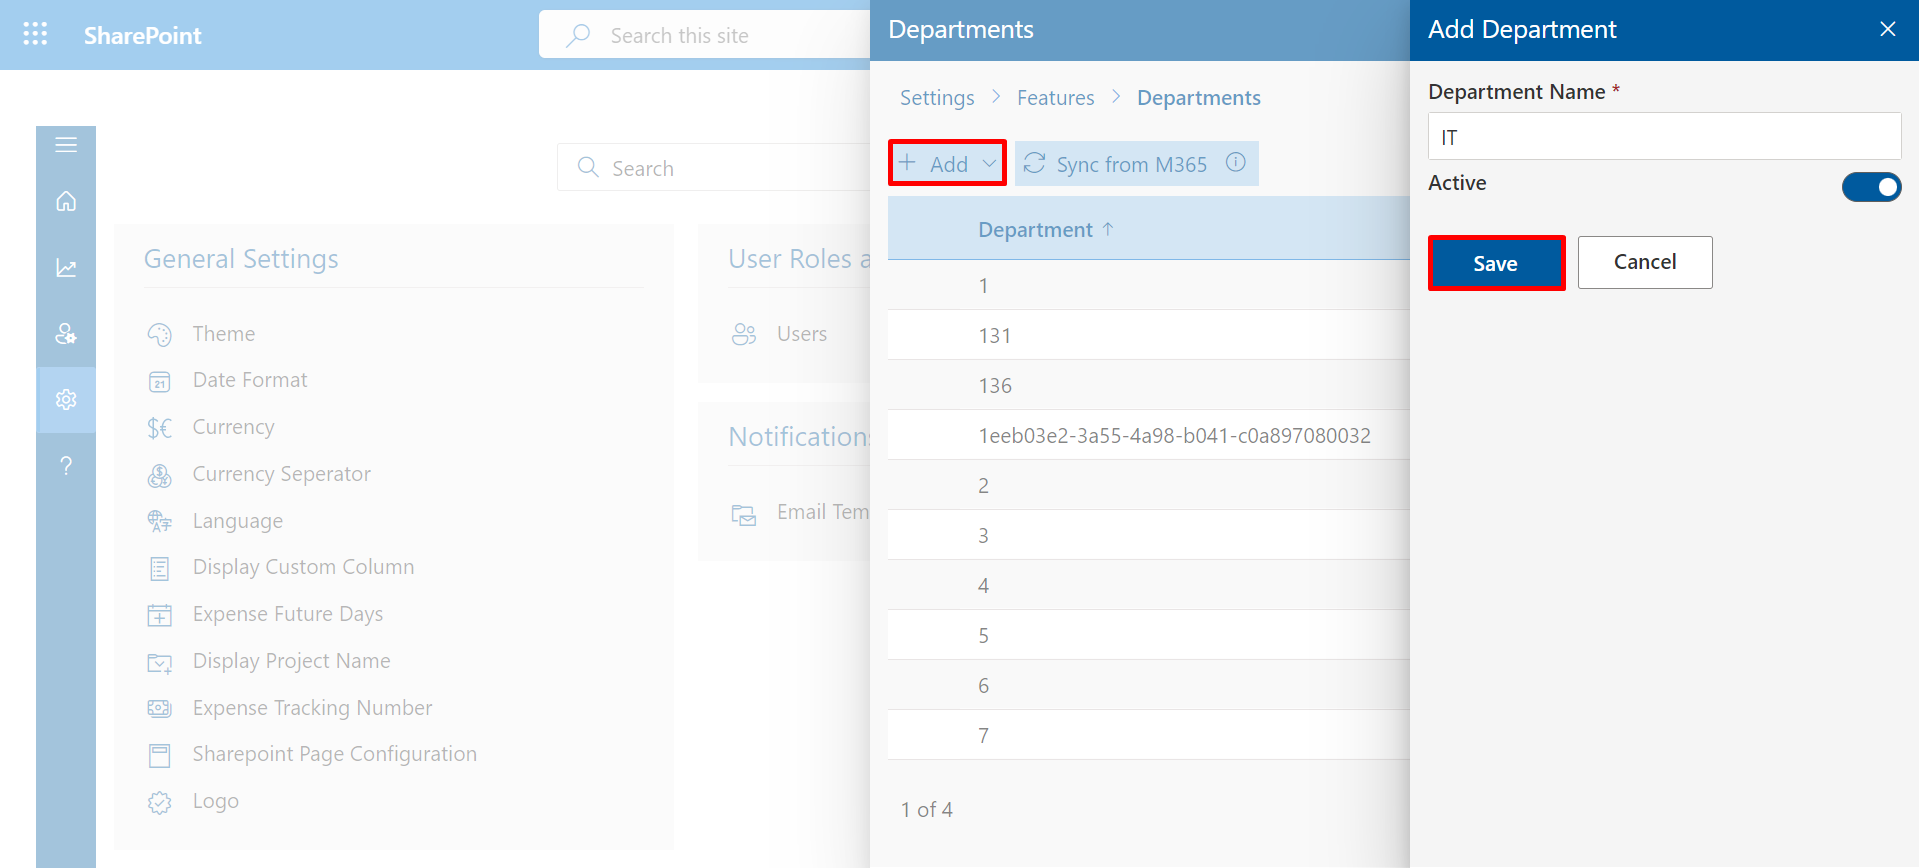 SharePoint
Search this site
Search
General Settings
Theme
21
Date Format
Currency
Currency Seperator
Language
Display Custom Column
Expense Future Days
Display Project Name
Expense Tracking Number
Sharepoint Page Configuration
Logo
User Roles a
Users
Notifications
Email Tem
Departments
Settings > Features > Departments
+ Add
Sync from M365
Department ↑
1
131
136
1eeb03e2-3a55-4a98-b041-c0a897080032
2
3
4
5
6
7
1 of 4
Add Department
Department Name *
IT
Active
Save
Cancel